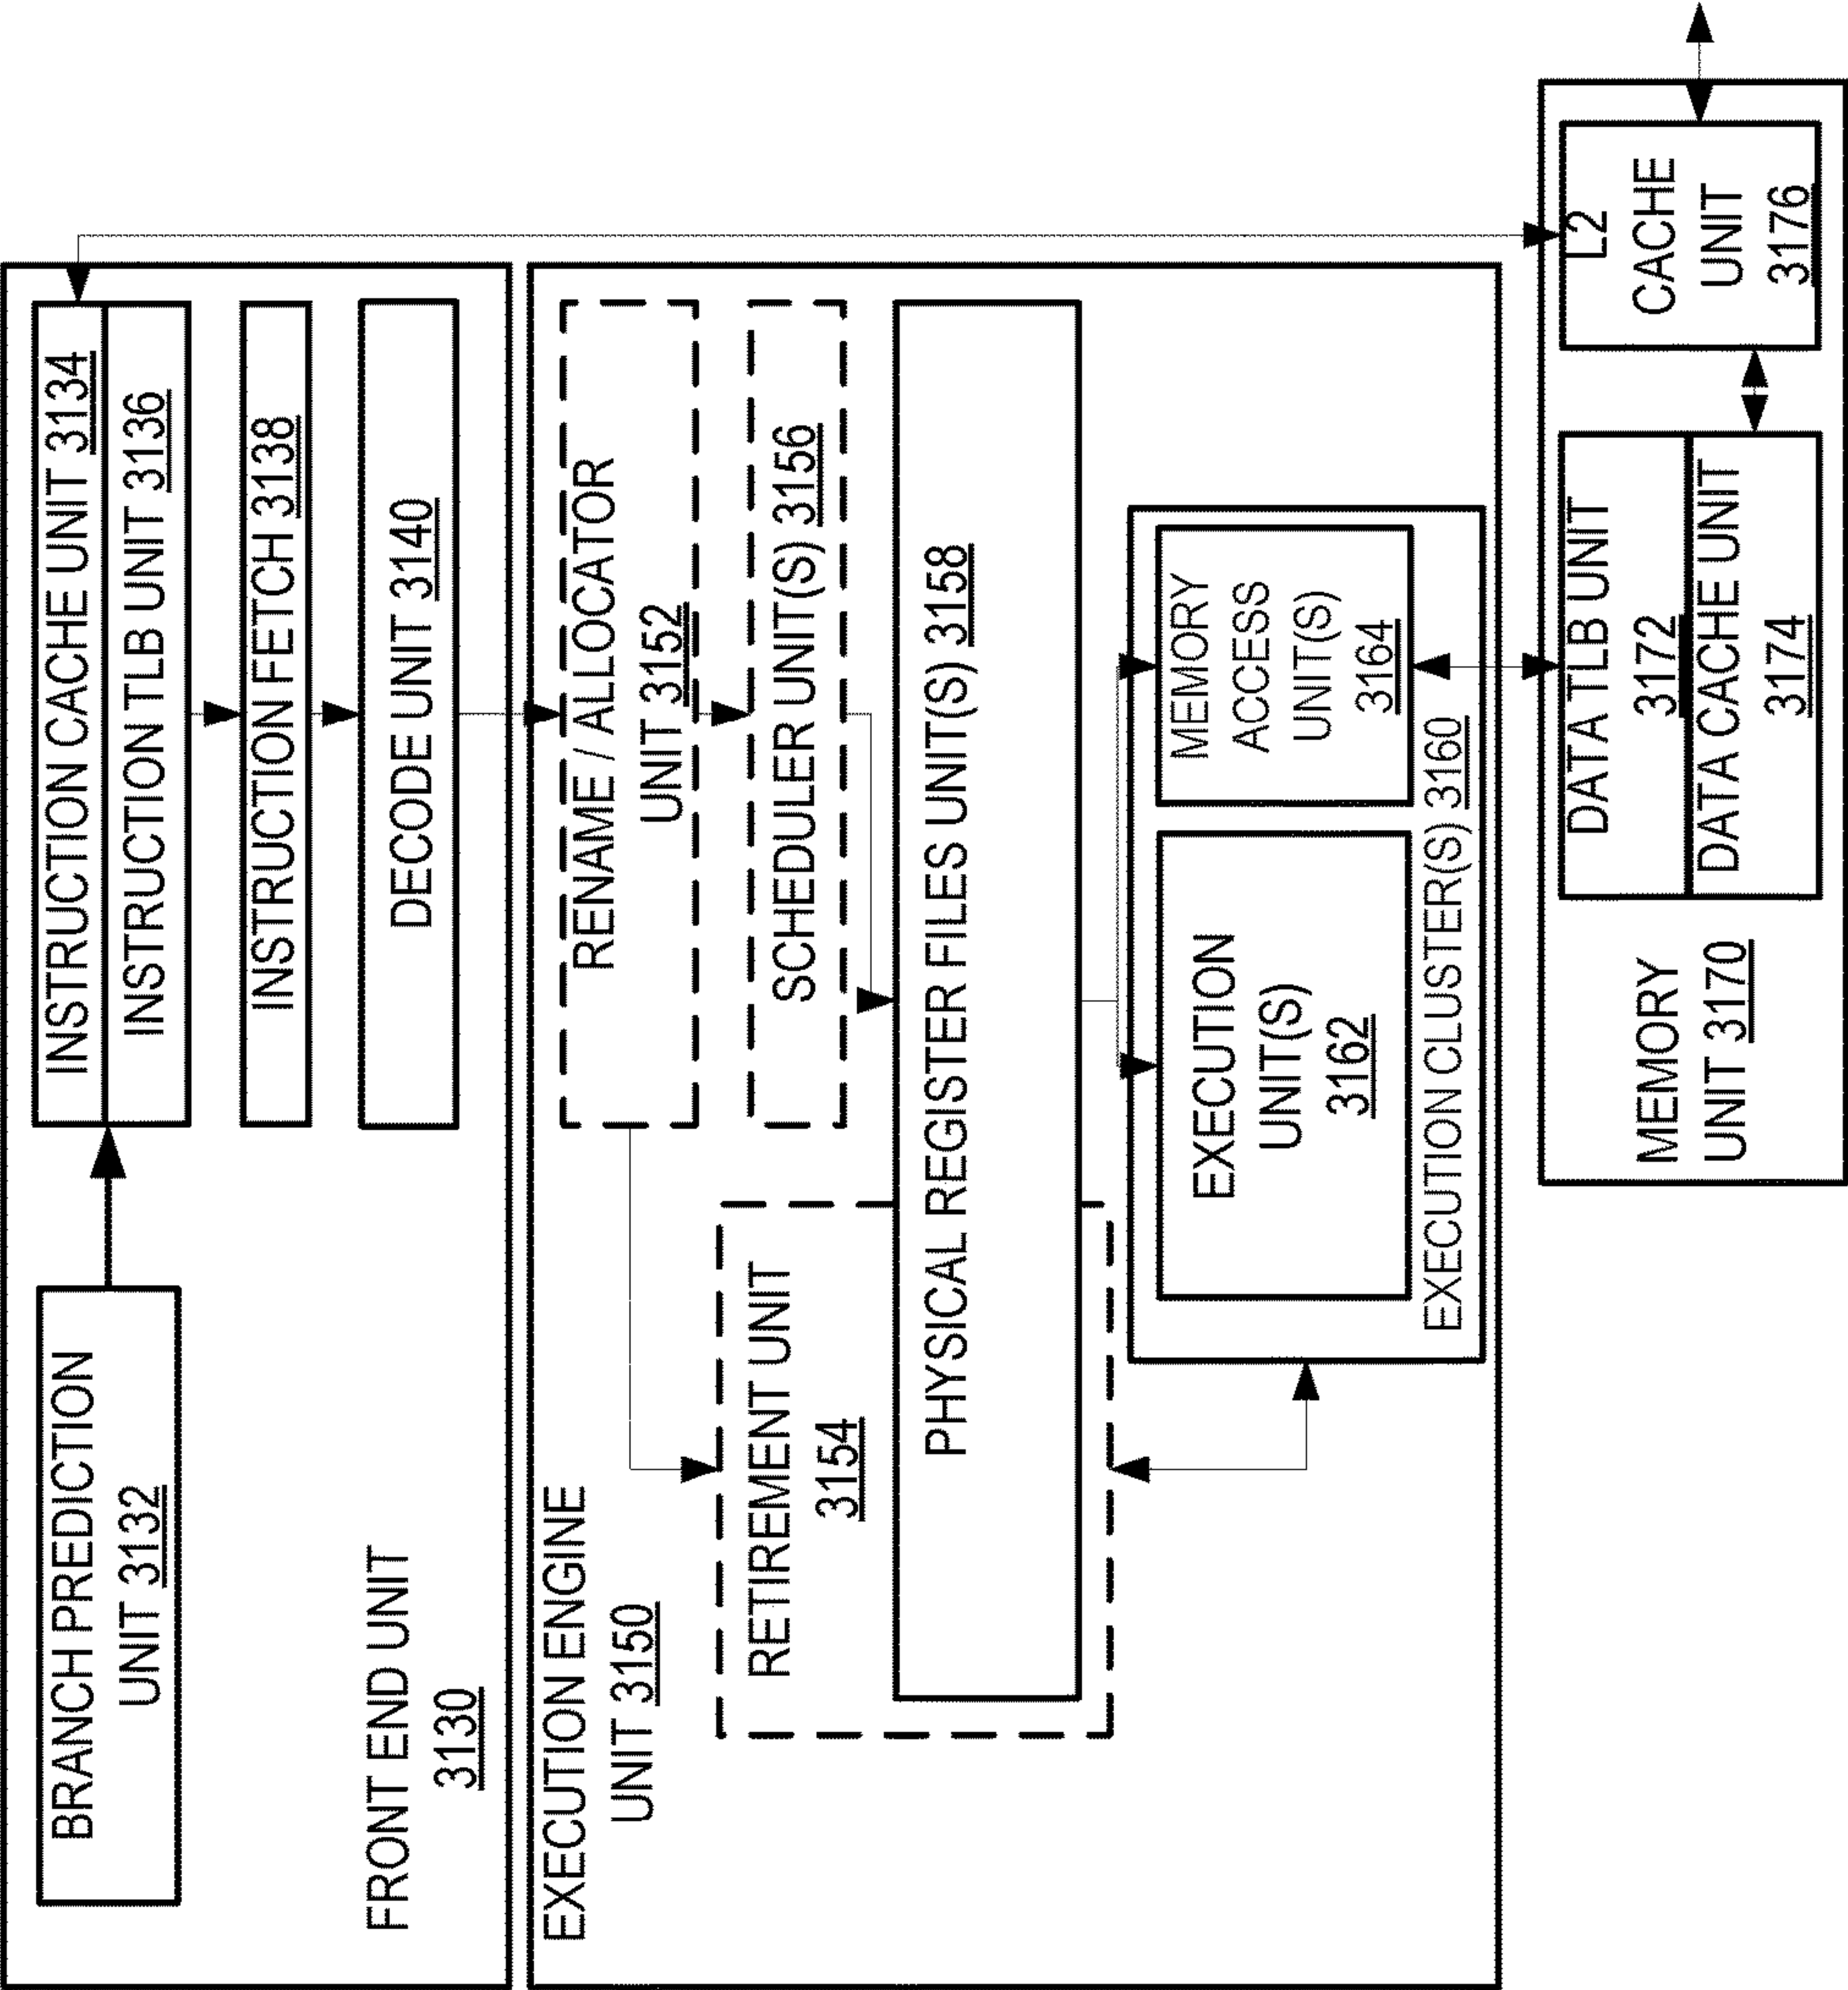 BRANCH PREDICTION
UNIT 3132
INSTRUCTION CACHE UNIT 3134
INSTRUCTION TLB UNIT 3136
INSTRUCTION FETCH 3138
FRONT END UNIT
3130
DECODE UNIT 3140
EXECUTION ENGINE
UNIT 3150
RENAME / ALLOCATOR
UNIT 3152
RETIREMENT UNIT
3154
SCHEDULER UNIT(S) 3156
PHYSICAL REGISTER FILES UNIT(S) 3158
EXECUTION
UNIT(S)
3162
MEMORY
ACCESS
UNIT(S)
3164
EXECUTION CLUSTER(S) 3160
MEMORY
UNIT 3170
DATA TLB UNIT
3172
DATA CACHE UNIT
3174
L2
CACHE
UNIT
3176